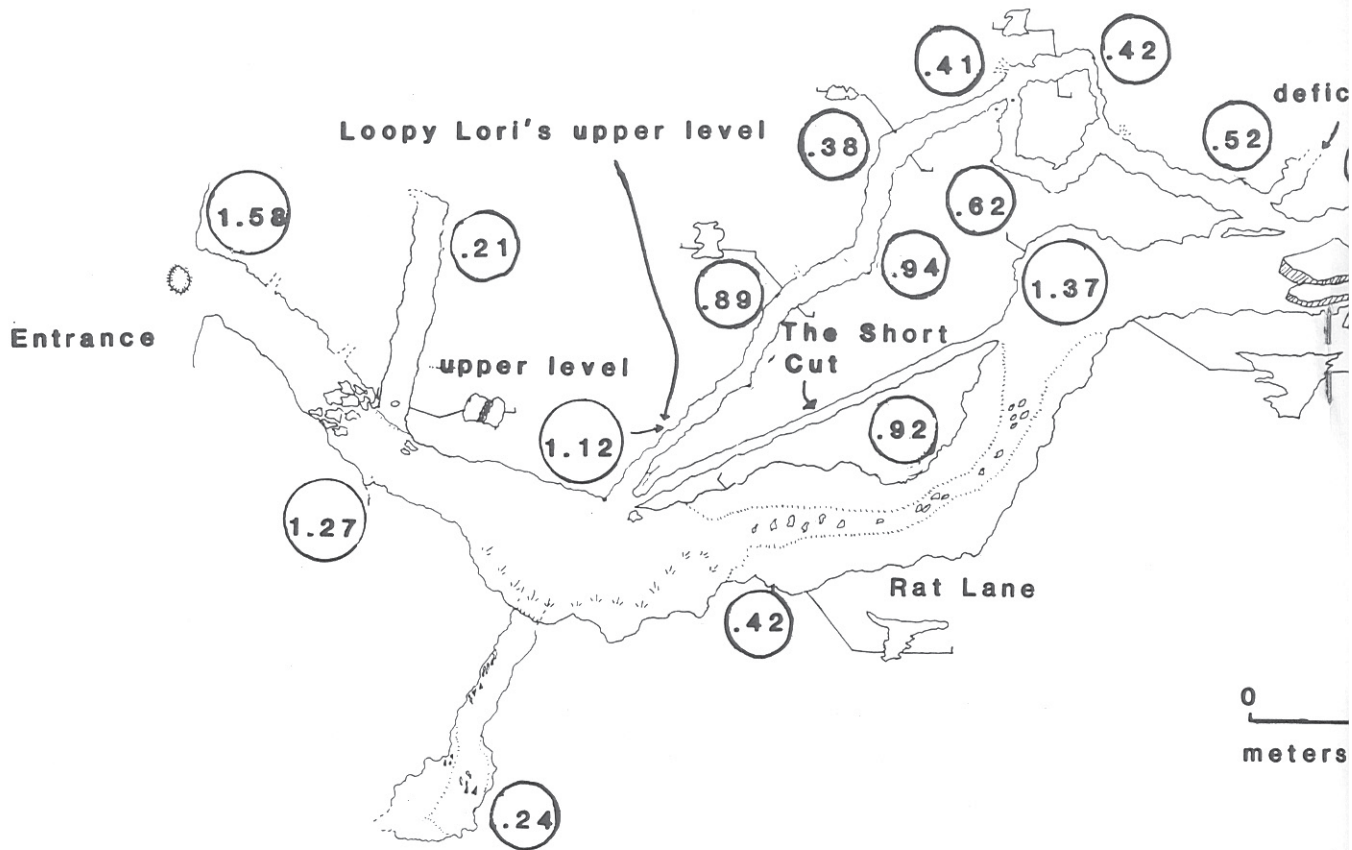 .41
.42
defic
Loopy Lori's upper level
.38
.52
1.58
.21
.62
.94
.89
1.37
Entrance
The Short
Cut
upper level
1.12
.92
1.27
Rat Lane
.42
0
meters
.24